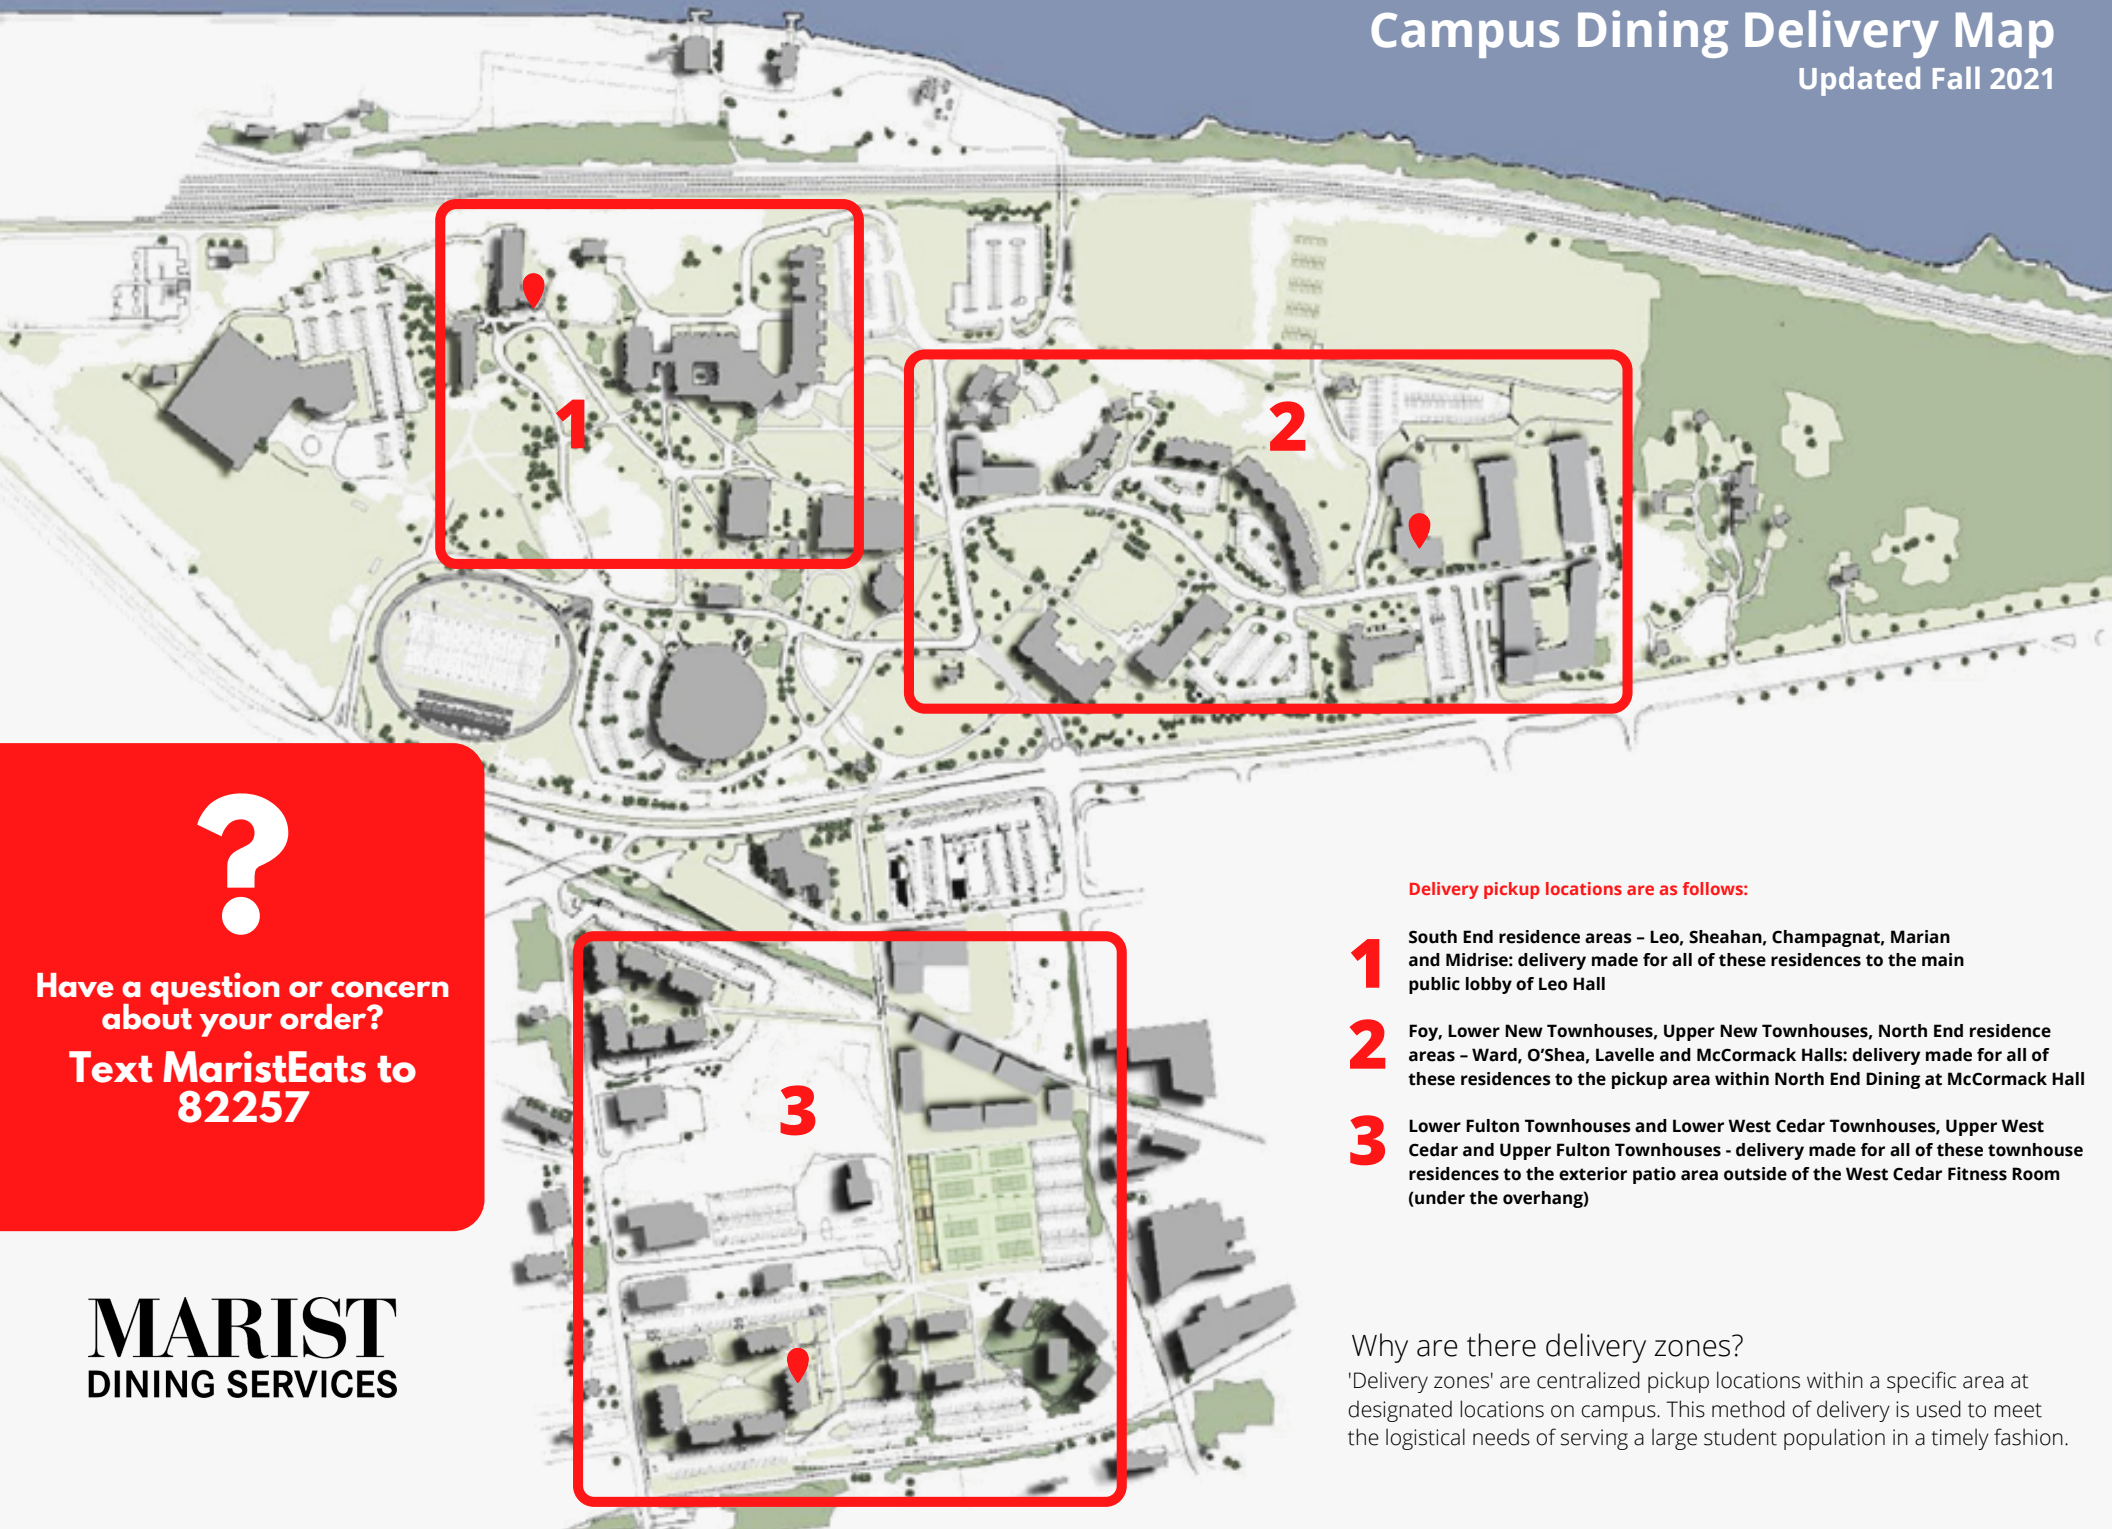 Campus Dining Delivery Map
Updated Fall 2021
1
2
3
?
Have a question or concern
about your order?
Text MaristEats to
82257
MARIST
DINING SERVICES
Delivery pickup locations are as follows:
1
South End residence areas – Leo, Sheahan, Champagnat, Marian
and Midrise: delivery made for all of these residences to the main
public lobby of Leo Hall
2
Foy, Lower New Townhouses, Upper New Townhouses, North End residence
areas – Ward, O’Shea, Lavelle and McCormack Halls: delivery made for all of
these residences to the pickup area within North End Dining at McCormack Hall
3
Lower Fulton Townhouses and Lower West Cedar Townhouses, Upper West
Cedar and Upper Fulton Townhouses - delivery made for all of these townhouse
residences to the exterior patio area outside of the West Cedar Fitness Room
(under the overhang)
Why are there delivery zones?
'Delivery zones' are centralized pickup locations within a specific area at
designated locations on campus. This method of delivery is used to meet
the logistical needs of serving a large student population in a timely fashion.